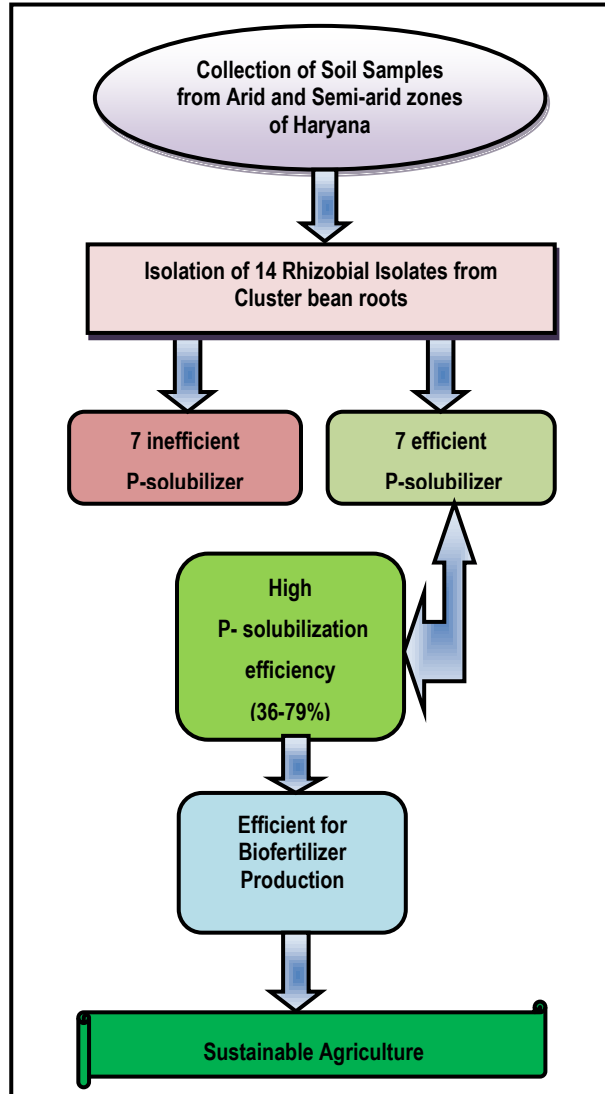 Collection of Soil Samples
from Arid and Semi-arid zones
of Haryana
Isolation of 14 Rhizobial Isolates from
Cluster bean roots
7 inefficient
P-solubilizer
7 efficient
P-solubilizer
High
P- solubilization
efficiency
(36-79%)
Efficient for
Biofertilizer
Production
Sustainable Agriculture